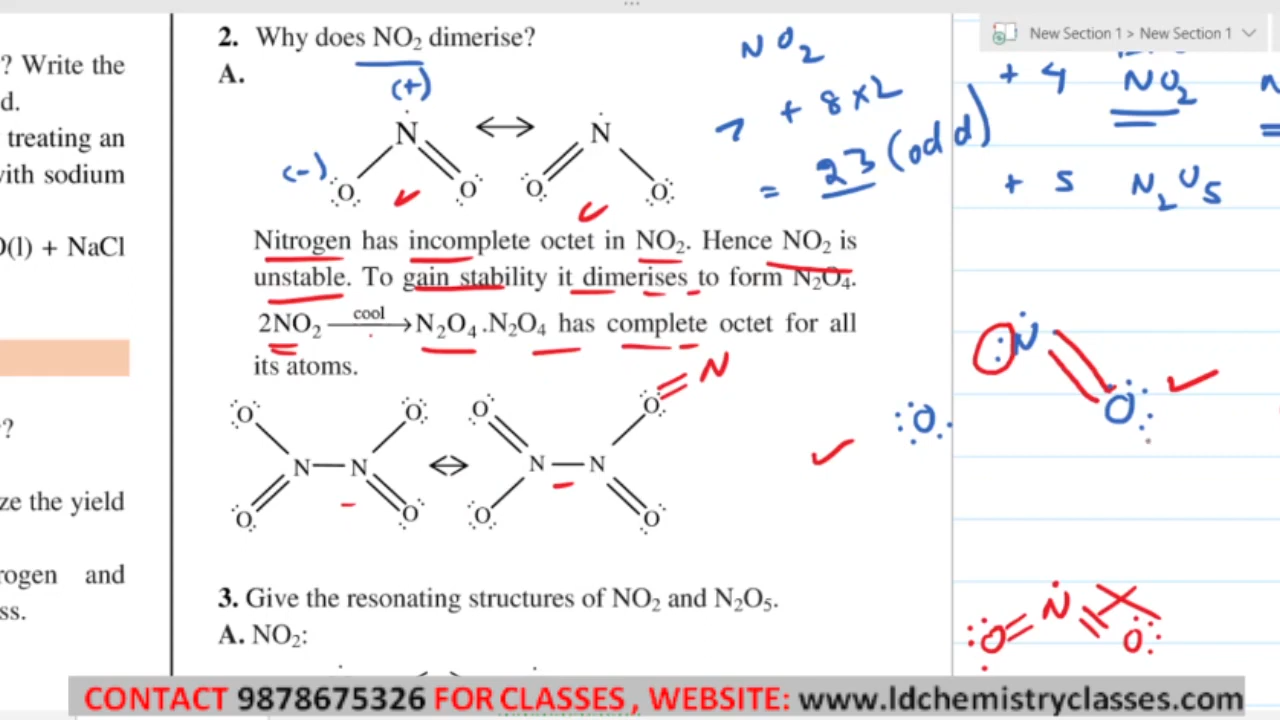 New Section 1 > New Section 1
? Write the
d.
treating an
vith sodium
O(l) + NaCl
?
ze the yield
rogen and
ss.
2. Why does NO₂ dimerise?
A.
(+)
N N
(-)
O O O O
Nitrogen has incomplete octet in NO₂. Hence NO₂ is
unstable. To gain stability it dimerises to form N₂O₄.
2NO₂ —cool→ N₂O₄ .N₂O₄ has complete octet for all
its atoms.
O O O O = N
N—N N—N
O O O O
3. Give the resonating structures of NO₂ and N₂O₅.
A. NO₂:
NO₂
7 + 8×2
= 23 (odd)
+ 4 NO₂
+ 5 N₂O₅
O N
O
O
N
O O
CONTACT 9878675326 FOR CLASSES , WEBSITE: www.ldchemistryclasses.com